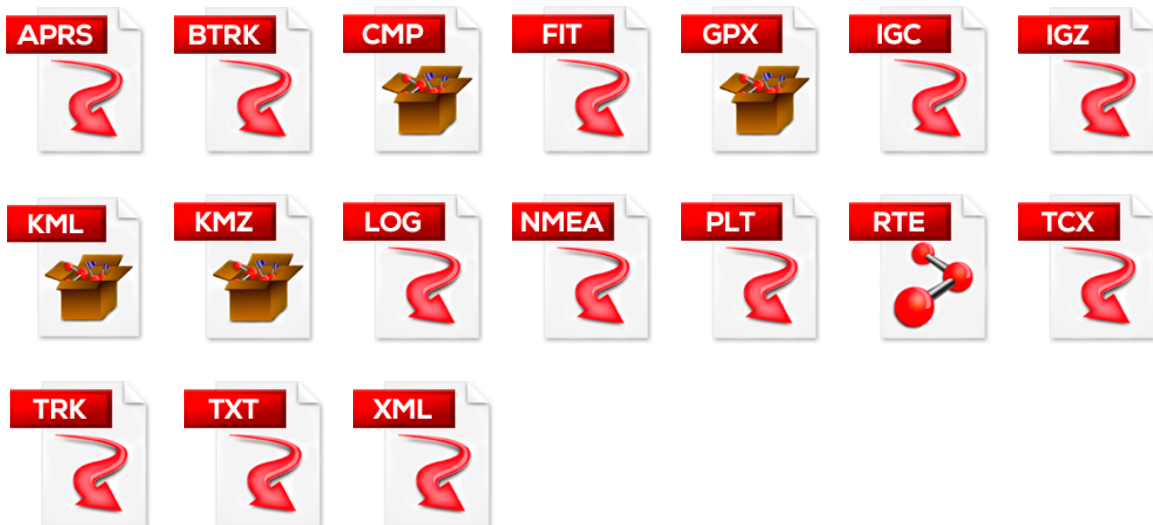 APRS BTRK CMP FIT GPX IGC IGZ
KML KMZ LOG NMEA PLT RTE TCX
TRK TXT XML